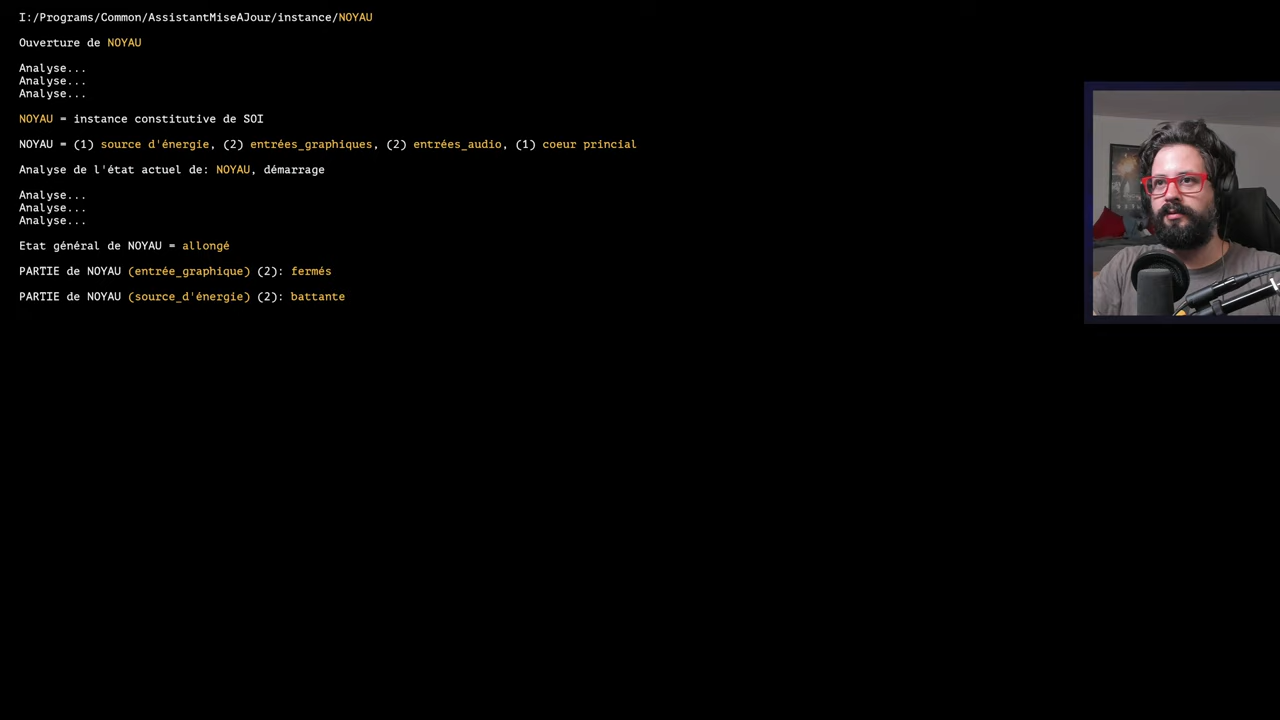 I:/Programs/Common/AssistantMiseAJour/instance/NOYAU
Ouverture de NOYAU
Analyse...
Analyse...
Analyse...
NOYAU = instance constitutive de SOI
NOYAU = (1) source d'énergie, (2) entrées_graphiques, (2) entrées_audio, (1) coeur princial
Analyse de l'état actuel de: NOYAU, démarrage
Analyse...
Analyse...
Analyse...
Etat général de NOYAU = allongé
PARTIE de NOYAU (entrée_graphique) (2): fermés
PARTIE de NOYAU (source_d'énergie) (2): battante